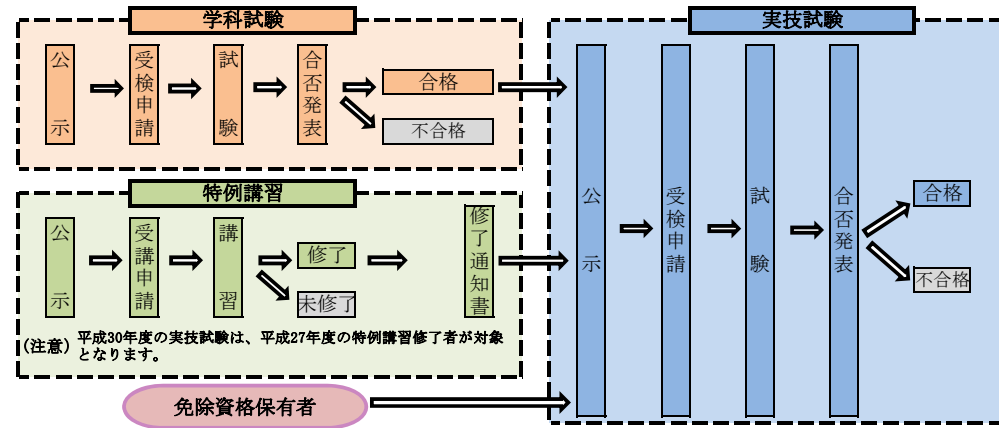 学科試験
公示
受検申請
試験
合否発表
合格
不合格
特例講習
公示
受講申請
講習
修了
未修了
修了通知書
(注意)
平成30年度の実技試験は、平成27年度の特例講習修了者が対象
となります。
免除資格保有者
実技試験
公示
受検申請
試験
合否発表
合格
不合格